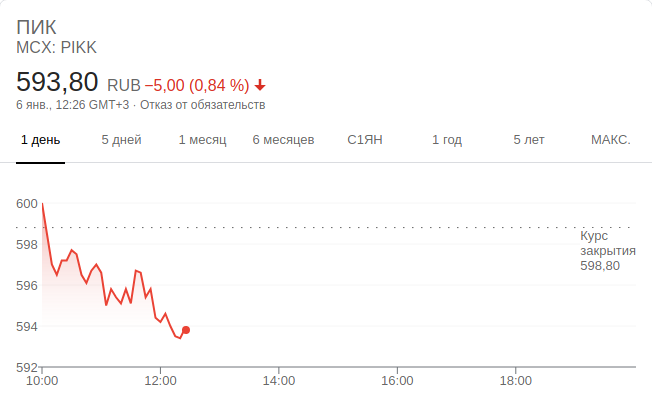 ПИК
MCX: PIKK
593,80 RUB −5,00 (0,84 %)
6 янв., 12:26 GMT+3 · Отказ от обязательств
1 день 5 дней 1 месяц 6 месяцев С1ЯН 1 год 5 лет МАКС.
600
598
596
594
592
Курс
закрытия
598,80
10:00 12:00 14:00 16:00 18:00